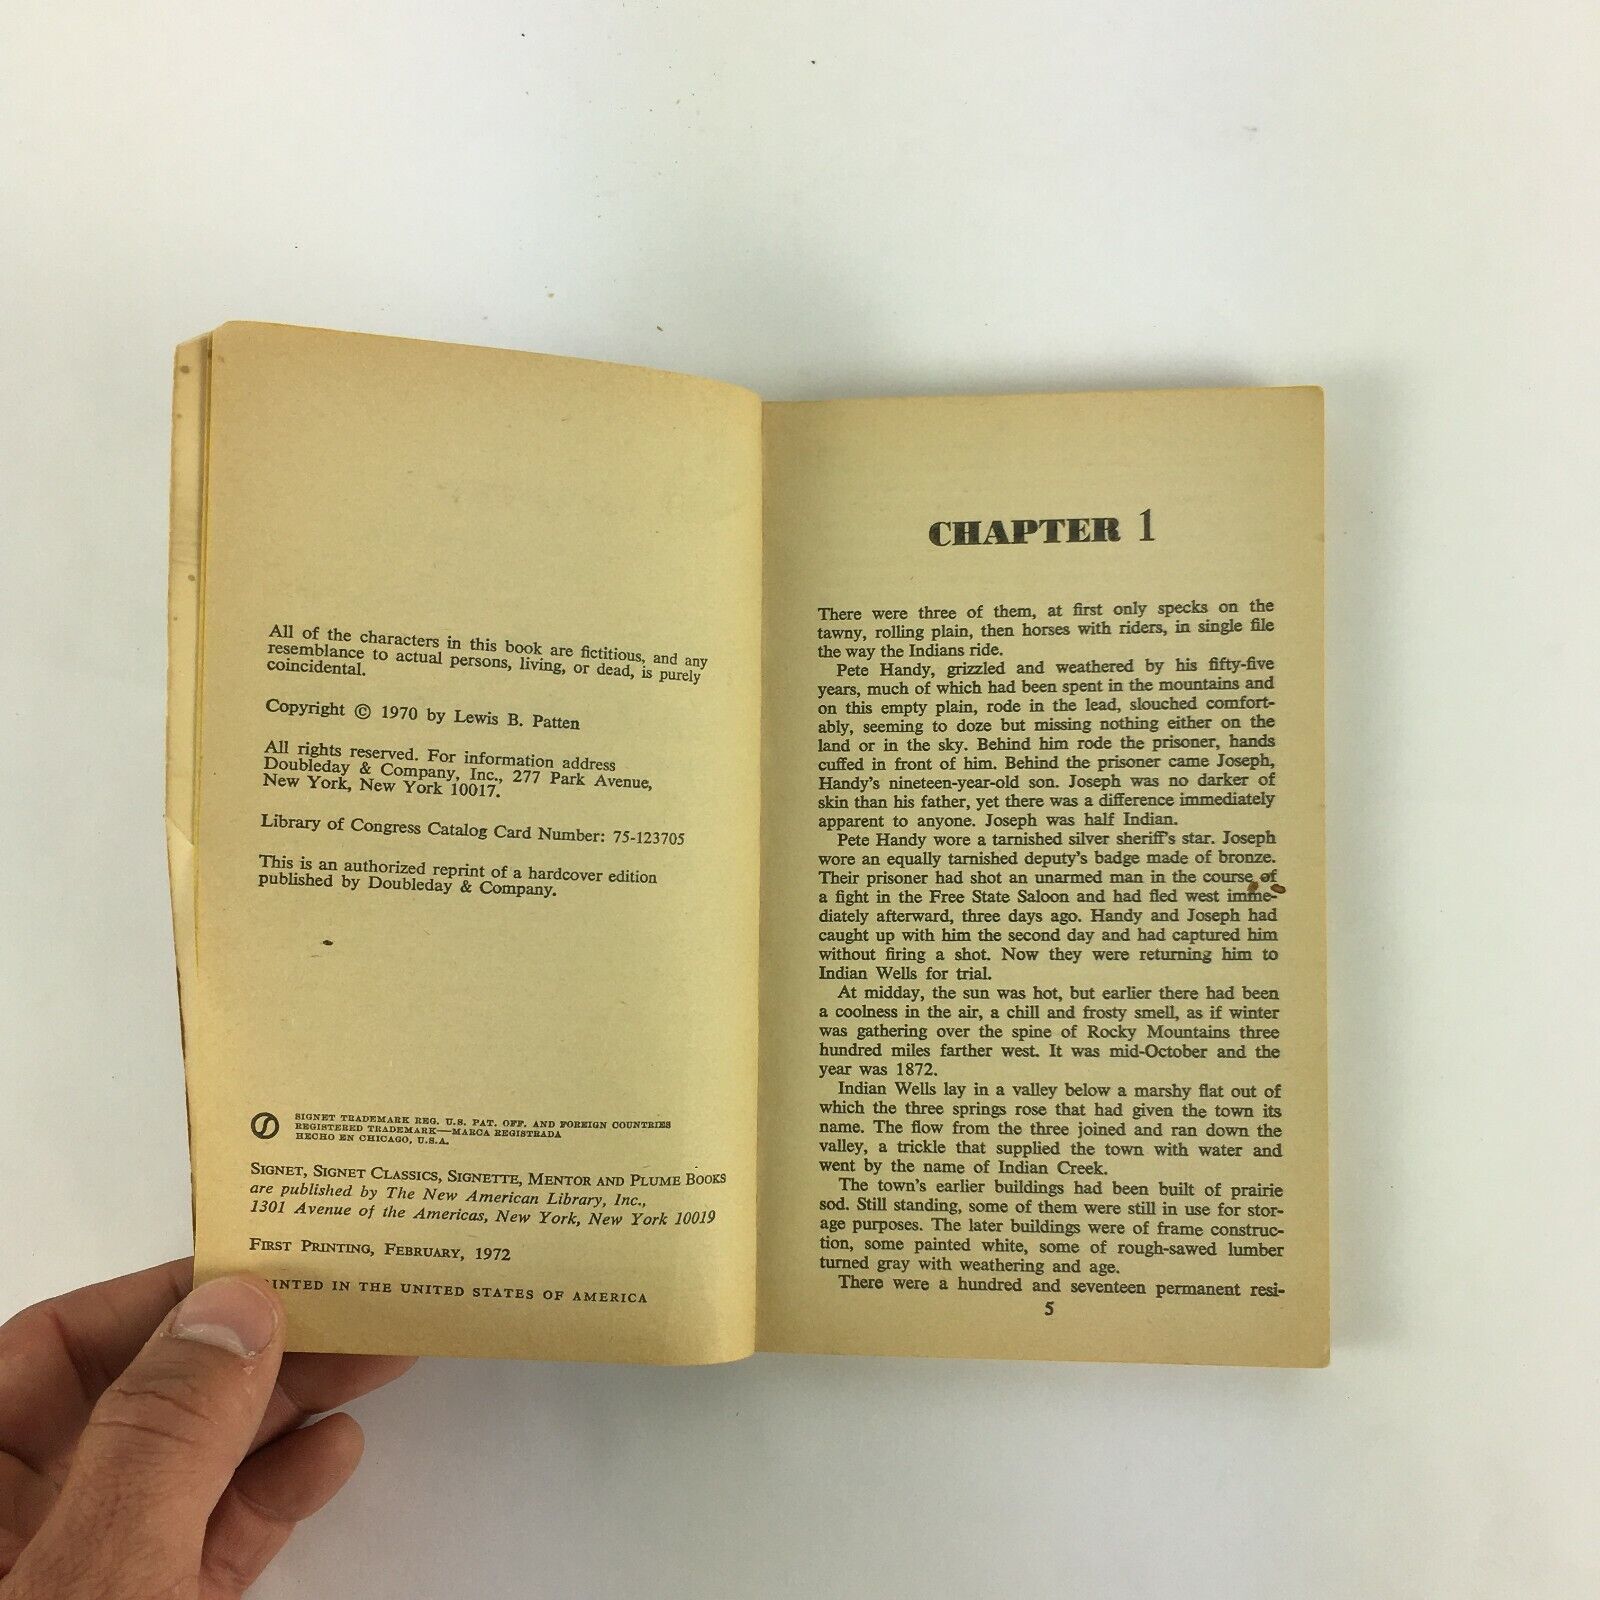 All of the characters in this book are fictitious, and any
resemblance to actual persons, living, or dead, is purely
coincidental.
Copyright © 1970 by Lewis B. Patten
All rights reserved. For information address
Doubleday & Company, Inc., 277 Park Avenue,
New York, New York 10017.
Library of Congress Catalog Card Number: 75-123705
This is an authorized reprint of a hardcover edition
published by Doubleday & Company.
SIGNET TRADEMARK REG. U.S. PAT. OFF. AND FOREIGN COUNTRIES
REGISTERED TRADEMARK—MARCA REGISTRADA
HECHO EN CHICAGO, U.S.A.
SIGNET, SIGNET CLASSICS, SIGNETTE, MENTOR AND PLUME BOOKS
are published by The New American Library, Inc.,
1301 Avenue of the Americas, New York, New York 10019
FIRST PRINTING, FEBRUARY, 1972
PRINTED IN THE UNITED STATES OF AMERICA
CHAPTER 1
There were three of them, at first only specks on the
tawny, rolling plain, then horses with riders, in single file
the way the Indians ride.
Pete Handy, grizzled and weathered by his fifty-five
years, much of which had been spent in the mountains and
on this empty plain, rode in the lead, slouched comfort-
ably, seeming to doze but missing nothing either on the
land or in the sky. Behind him rode the prisoner, hands
cuffed in front of him. Behind the prisoner came Joseph,
Handy's nineteen-year-old son. Joseph was no darker of
skin than his father, yet there was a difference immediately
apparent to anyone. Joseph was half Indian.
Pete Handy wore a tarnished silver sheriff's star. Joseph
wore an equally tarnished deputy's badge made of bronze.
Their prisoner had shot an unarmed man in the course of
a fight in the Free State Saloon and had fled west imme-
diately afterward, three days ago. Handy and Joseph had
caught up with him the second day and had captured him
without firing a shot. Now they were returning him to
Indian Wells for trial.
At midday, the sun was hot, but earlier there had been
a coolness in the air, a chill and frosty smell, as if winter
was gathering over the spine of Rocky Mountains three
hundred miles farther west. It was mid-October and the
year was 1872.
Indian Wells lay in a valley below a marshy flat out of
which the three springs rose that had given the town its
name. The flow from the three joined and ran down the
valley, a trickle that supplied the town with water and
went by the name of Indian Creek.
The town's earlier buildings had been built of prairie
sod. Still standing, some of them were still in use for stor-
age purposes. The later buildings were of frame construc-
tion, some painted white, some of rough-sawed lumber
turned gray with weathering and age.
There were a hundred and seventeen permanent resi-
5